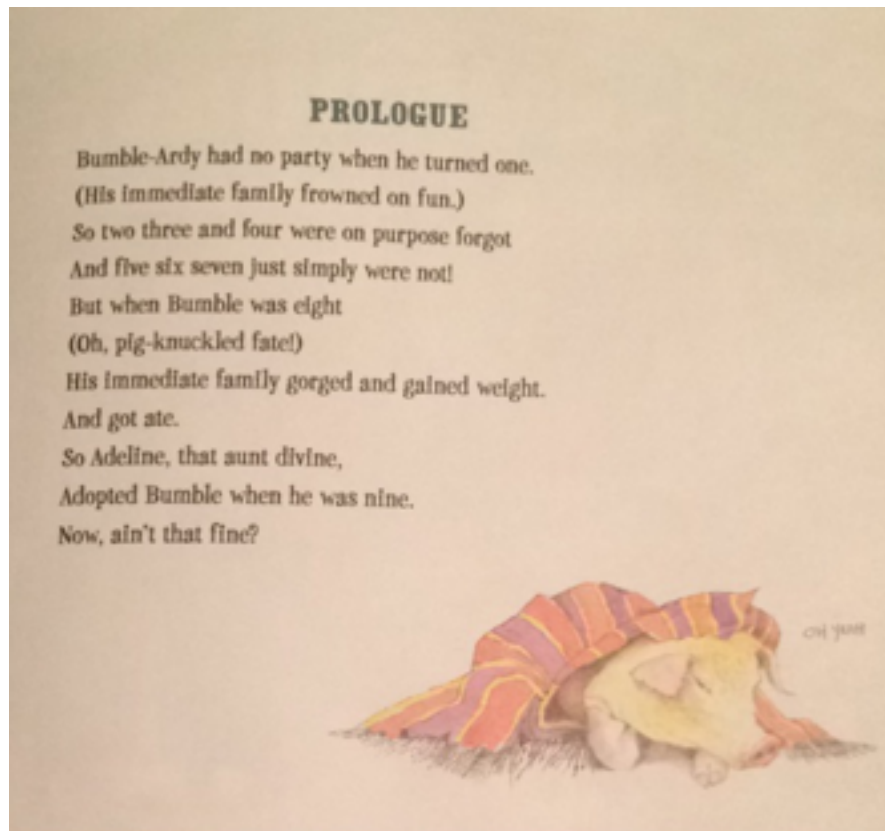 PROLOGUE
Bumble-Ardy had no party when he turned one.
(His immediate family frowned on fun.)
So two three and four were on purpose forgot
And five six seven just simply were not!
But when Bumble was eight
(Oh, pig-knuckled fate!)
His immediate family gorged and gained weight.
And got ate.
So Adeline, that aunt divine,
Adopted Bumble when he was nine.
Now, ain't that fine?
OH YEAH